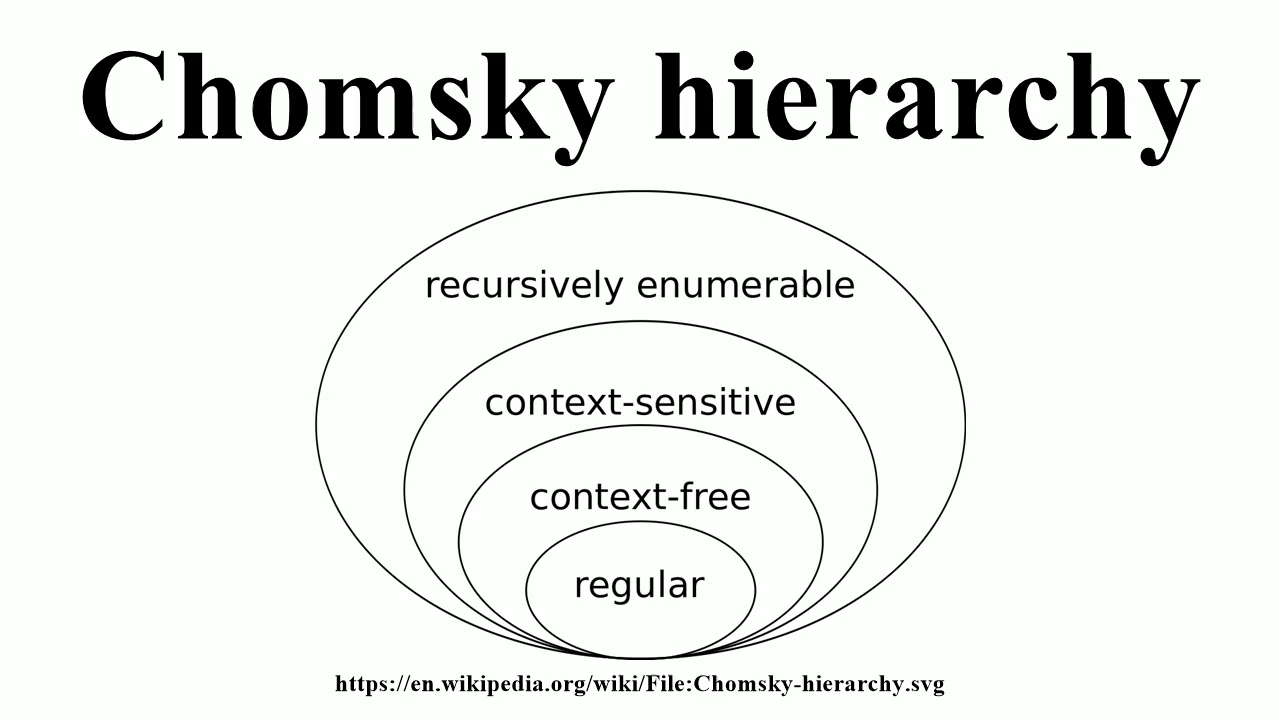 Chomsky hierarchy
recursively enumerable
context-sensitive
context-free
regular
https://en.wikipedia.org/wiki/File:Chomsky-hierarchy.svg